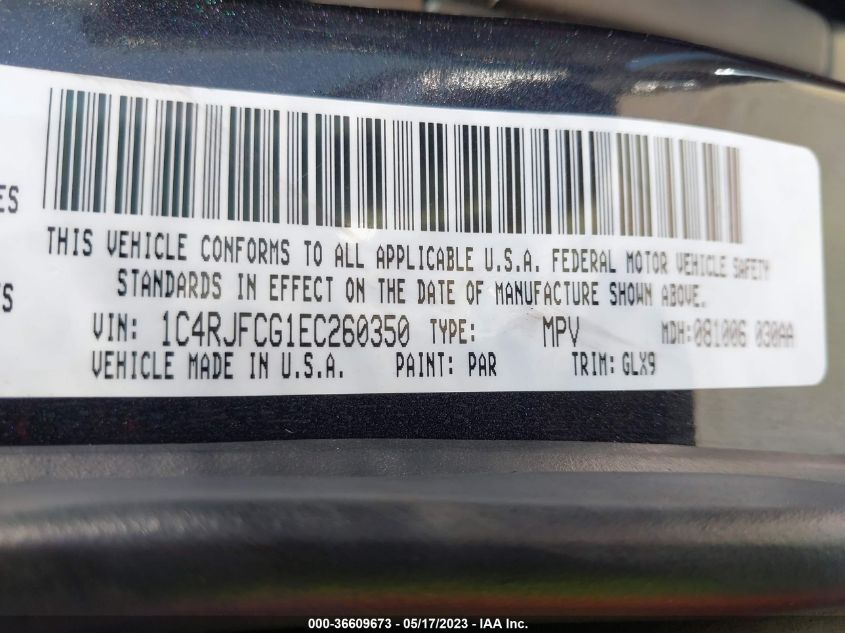 ES
THIS VEHICLE CONFORMS TO ALL APPLICABLE U.S.A. FEDERAL MOTOR VEHICLE SAFETY
STANDARDS IN EFFECT ON THE DATE OF MANUFACTURE SHOWN ABOVE.
TS
VIN: 1C4RJFCG1EC260350 TYPE: MPV MDH:081006 030AA
VEHICLE MADE IN U.S.A. PAINT: PAR TRIM: GLX9
000-36609673 - 05/17/2023 - IAA Inc.